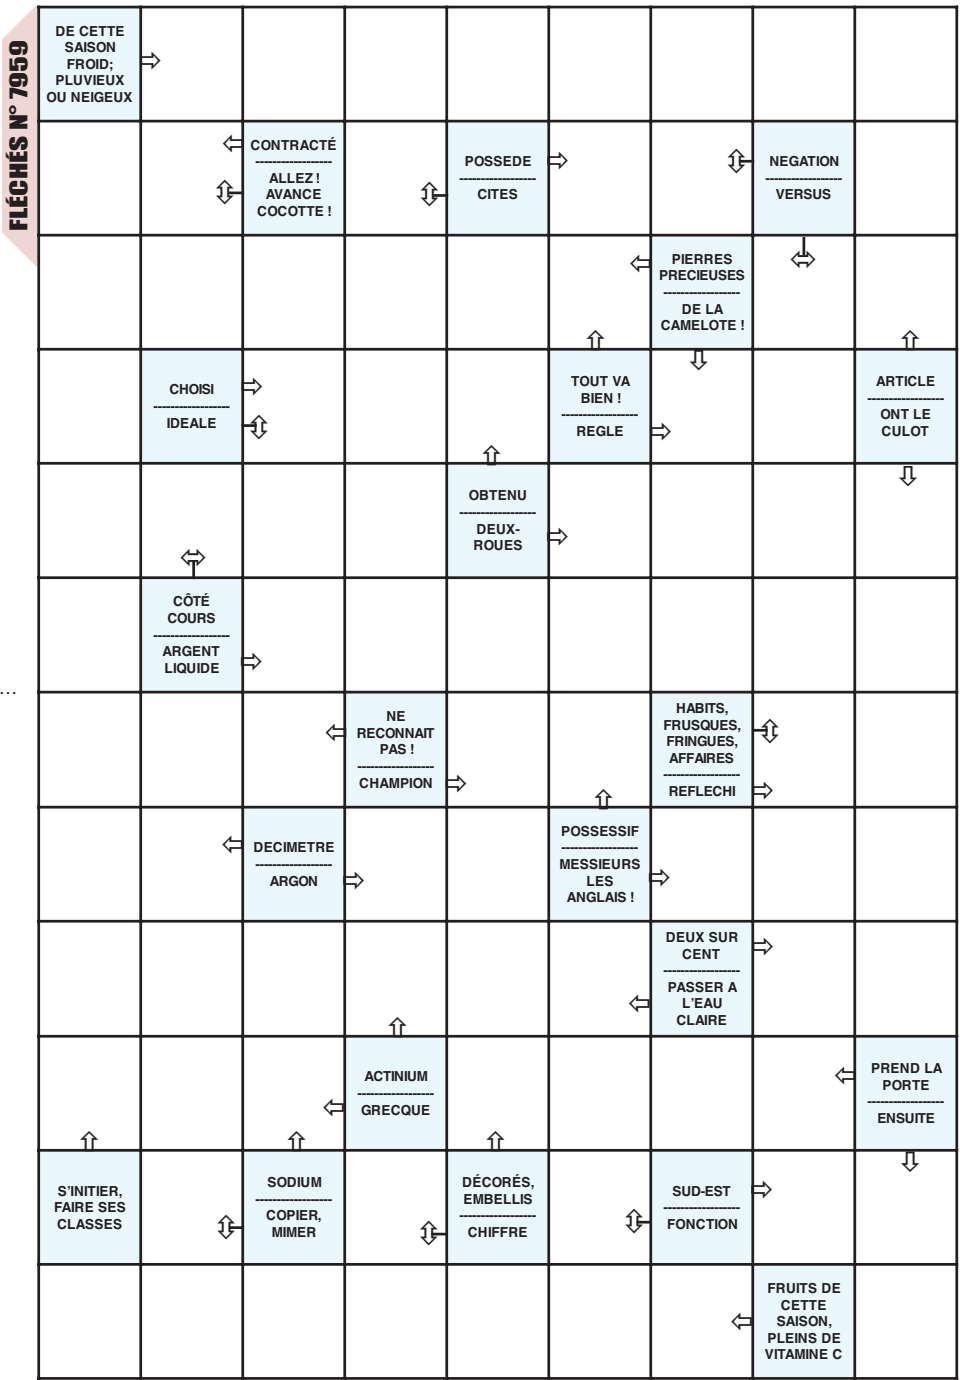 FLÉCHÉS N° 7959
DE CETTE
SAISON
FROID;
PLUVIEUX
OU NEIGEUX
CONTRACTÉ
-------------------
ALLEZ !
AVANCE
COCOTTE !
POSSEDE
-------------------
CITES
NEGATION
-------------------
VERSUS
PIERRES
PRECIEUSES
-------------------
DE LA
CAMELOTE !
CHOISI
-------------------
IDEALE
TOUT VA
BIEN !
-------------------
REGLE
ARTICLE
-------------------
ONT LE
CULOT
OBTENU
-------------------
DEUX-
ROUES
CÔTÉ
COURS
-------------------
ARGENT
LIQUIDE
...
NE
RECONNAIT
PAS !
-------------------
CHAMPION
HABITS,
FRUSQUES,
FRINGUES,
AFFAIRES
-------------------
REFLECHI
DECIMETRE
-------------------
ARGON
POSSESSIF
-------------------
MESSIEURS
LES
ANGLAIS !
DEUX SUR
CENT
-------------------
PASSER A
L'EAU
CLAIRE
ACTINIUM
-------------------
GRECQUE
PREND LA
PORTE
-------------------
ENSUITE
S'INITIER,
FAIRE SES
CLASSES
SODIUM
-------------------
COPIER,
MIMER
DÉCORÉS,
EMBELLIS
-------------------
CHIFFRE
SUD-EST
-------------------
FONCTION
FRUITS DE
CETTE
SAISON,
PLEINS DE
VITAMINE C